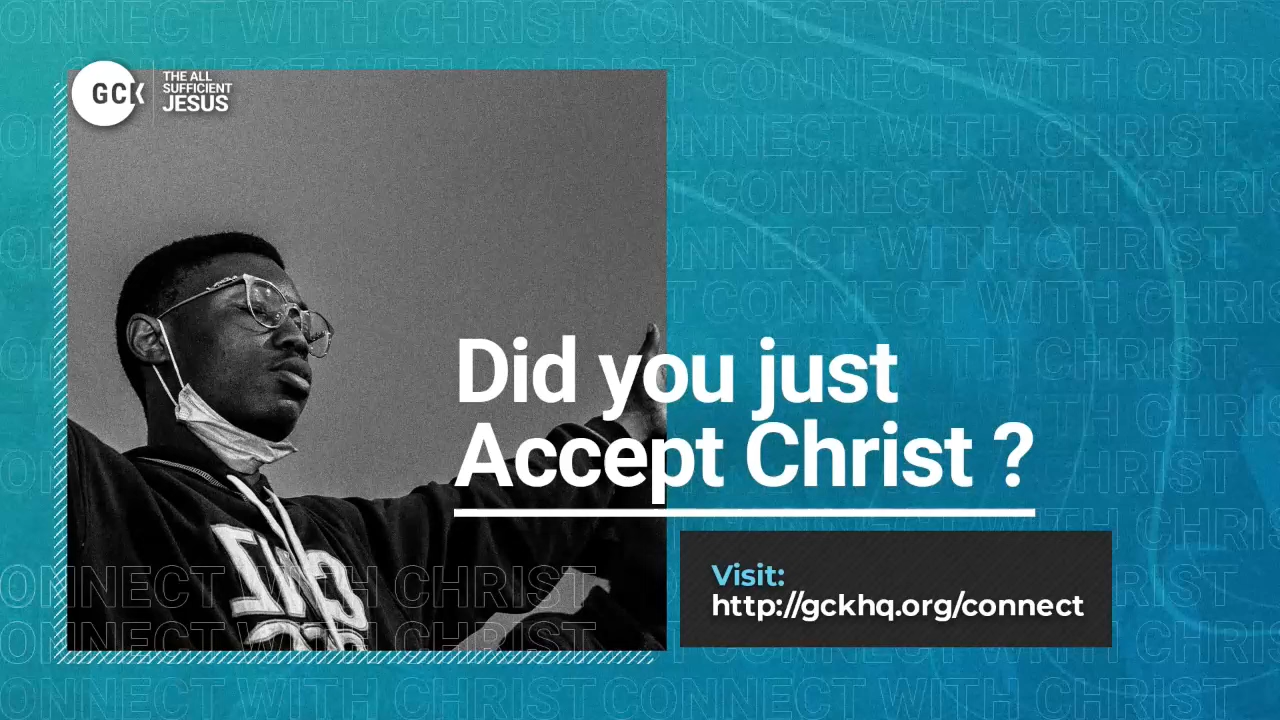 GCK
THE ALL
SUFFICIENT
JESUS
Did you just
Accept Christ ?
Visit:
http://gckhq.org/connect
CONNECT WITH CHRIST